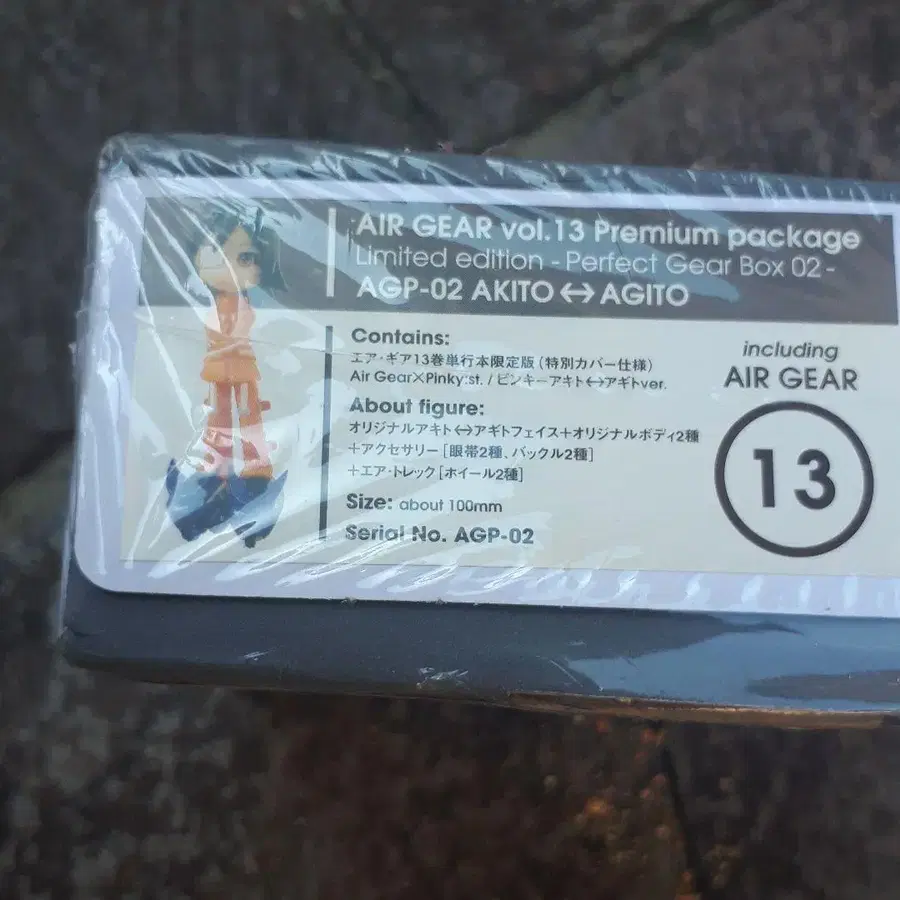 AIR GEAR vol.13 Premium package
Limited edition - Perfect Gear Box 02 -
AGP-02 AKITO↔AGITO
Contains:
エア・ギア13巻単行本限定版(特別カバー仕様)
Air Gear×Pinky:st. / ピンキーアキト↔アギトver.
About figure:
オリジナルアキト↔アギトフェイス+オリジナルボディ2種
+アクセサリー[眼帯2種、バックル2種]
+エア・トレック[ホイール2種]
Size: about 100mm
Serial No. AGP-02
including
AIR GEAR
13